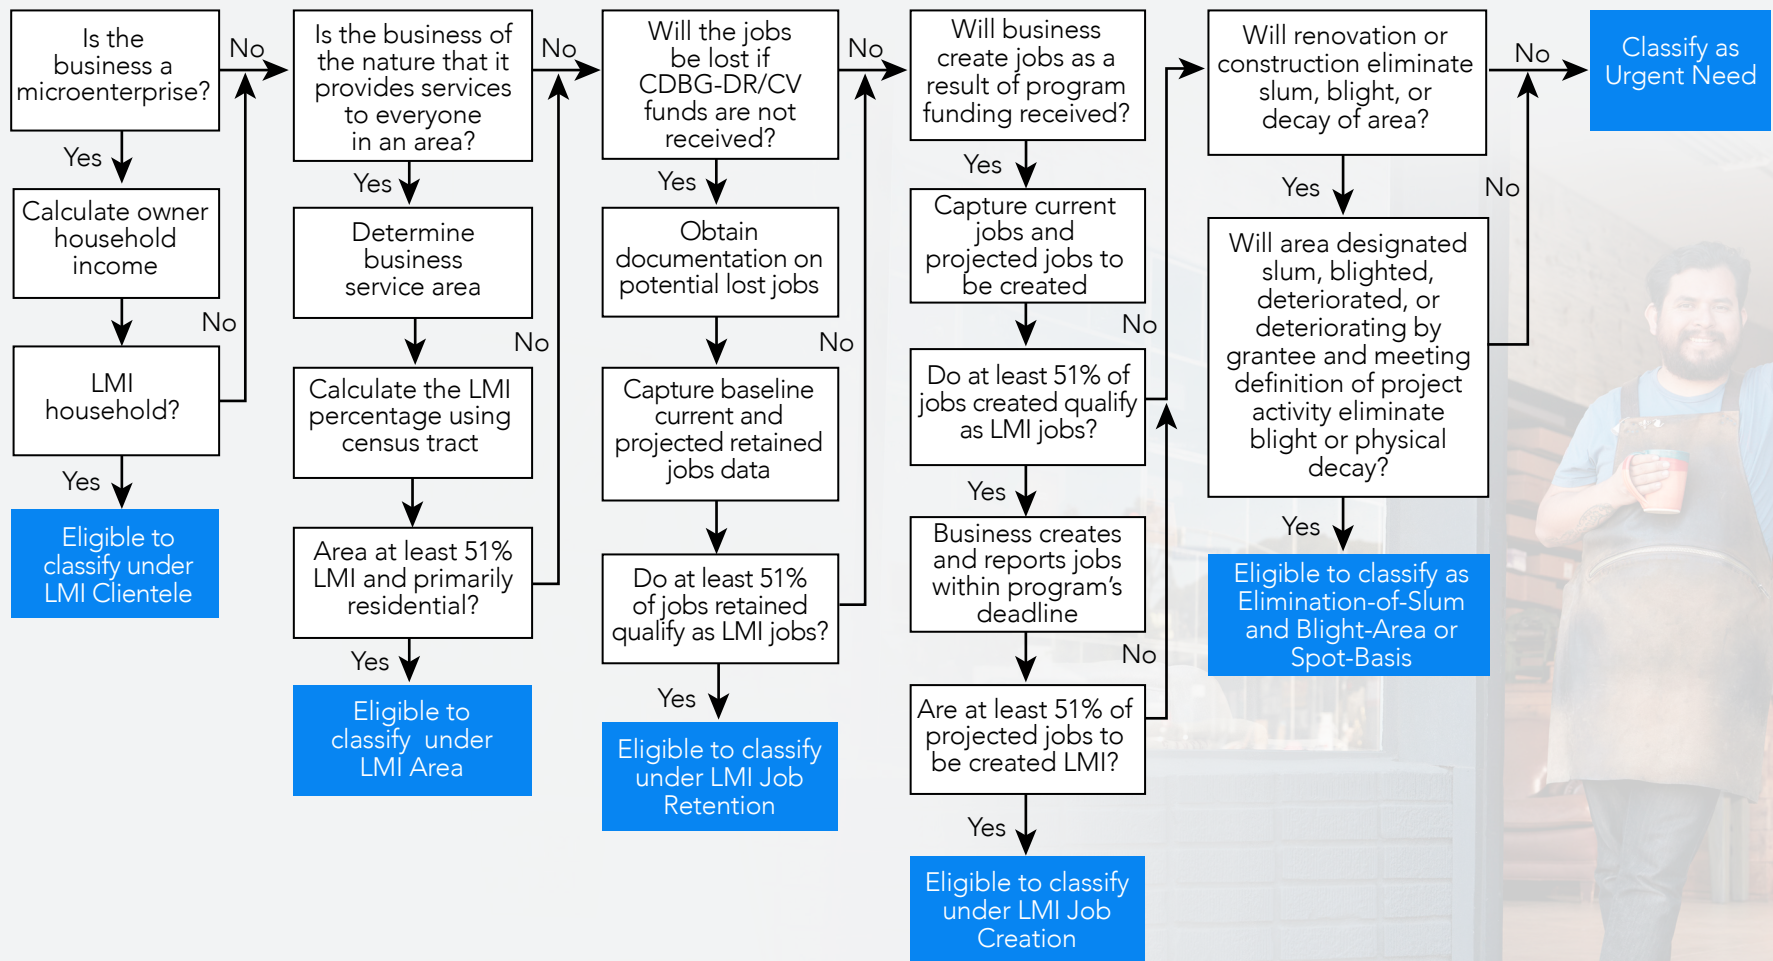 Is the
business a
microenterprise?
No
Yes
Calculate owner
household
income
No
LMI
household?
Yes
Eligible to
classify under
LMI Clientele
Is the business of
the nature that it
provides services
to everyone
in an area?
No
Yes
Determine
business
service area
No
Calculate the LMI
percentage using
census tract
Area at least 51%
LMI and primarily
residential?
Yes
Eligible to
classify under
LMI Area
Will the jobs
be lost if
CDBG-DR/CV
funds are not
received?
No
Yes
Obtain
documentation on
potential lost jobs
No
Capture baseline
current and
projected retained
jobs data
Do at least 51%
of jobs retained
qualify as LMI jobs?
Yes
Eligible to classify
under LMI Job
Retention
Will business
create jobs as a
result of program
funding received?
Yes
Capture current
jobs and
projected jobs to
be created
No
Do at least 51% of
jobs created qualify
as LMI jobs?
Yes
Business creates
and reports jobs
within program’s
deadline
No
Are at least 51% of
projected jobs to
be created LMI?
Yes
Eligible to classify
under LMI Job
Creation
Will renovation or
construction eliminate
slum, blight, or
decay of area?
No
Yes
No
Will area designated
slum, blighted,
deteriorated, or
deteriorating by
grantee and meeting
definition of project
activity eliminate
blight or physical
decay?
Yes
Eligible to classify as
Elimination-of-Slum
and Blight-Area or
Spot-Basis
Classify as
Urgent Need